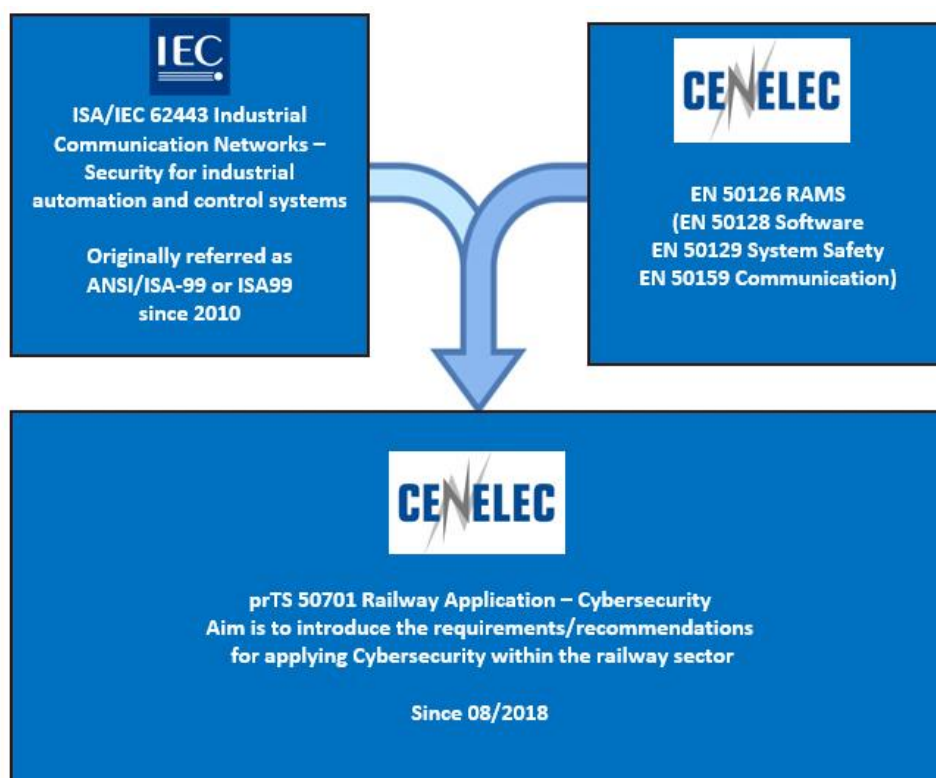 IEC
ISA/IEC 62443 Industrial
Communication Networks –
Security for industrial
automation and control systems
Originally referred as
ANSI/ISA-99 or ISA99
since 2010
CENELEC
EN 50126 RAMS
(EN 50128 Software
EN 50129 System Safety
EN 50159 Communication)
CENELEC
prTS 50701 Railway Application – Cybersecurity
Aim is to introduce the requirements/recommendations
for applying Cybersecurity within the railway sector
Since 08/2018